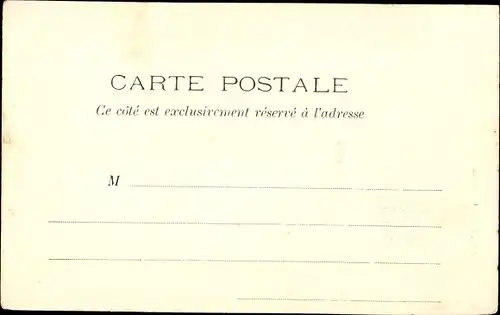 CARTE POSTALE
Ce côté est exclusivement réservé à l'adresse
M